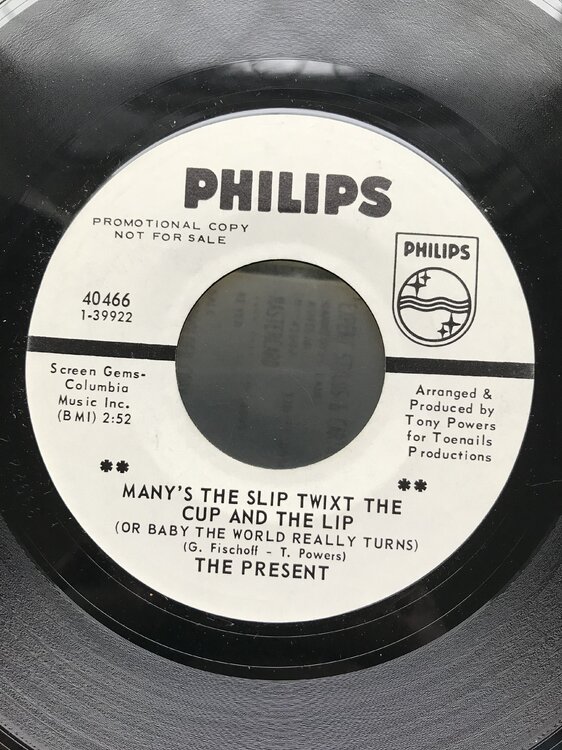 PHILIPS
PROMOTIONAL COPY
NOT FOR SALE
PHILIPS
40466
1-39922
Screen Gems-
Columbia
Music Inc.
(BMI) 2:52
Arranged &
Produced by
Tony Powers
for Toenails
Productions
** **
MANY'S THE SLIP TWIXT THE
CUP AND THE LIP
(OR BABY THE WORLD REALLY TURNS)
(G. Fischoff - T. Powers)
THE PRESENT